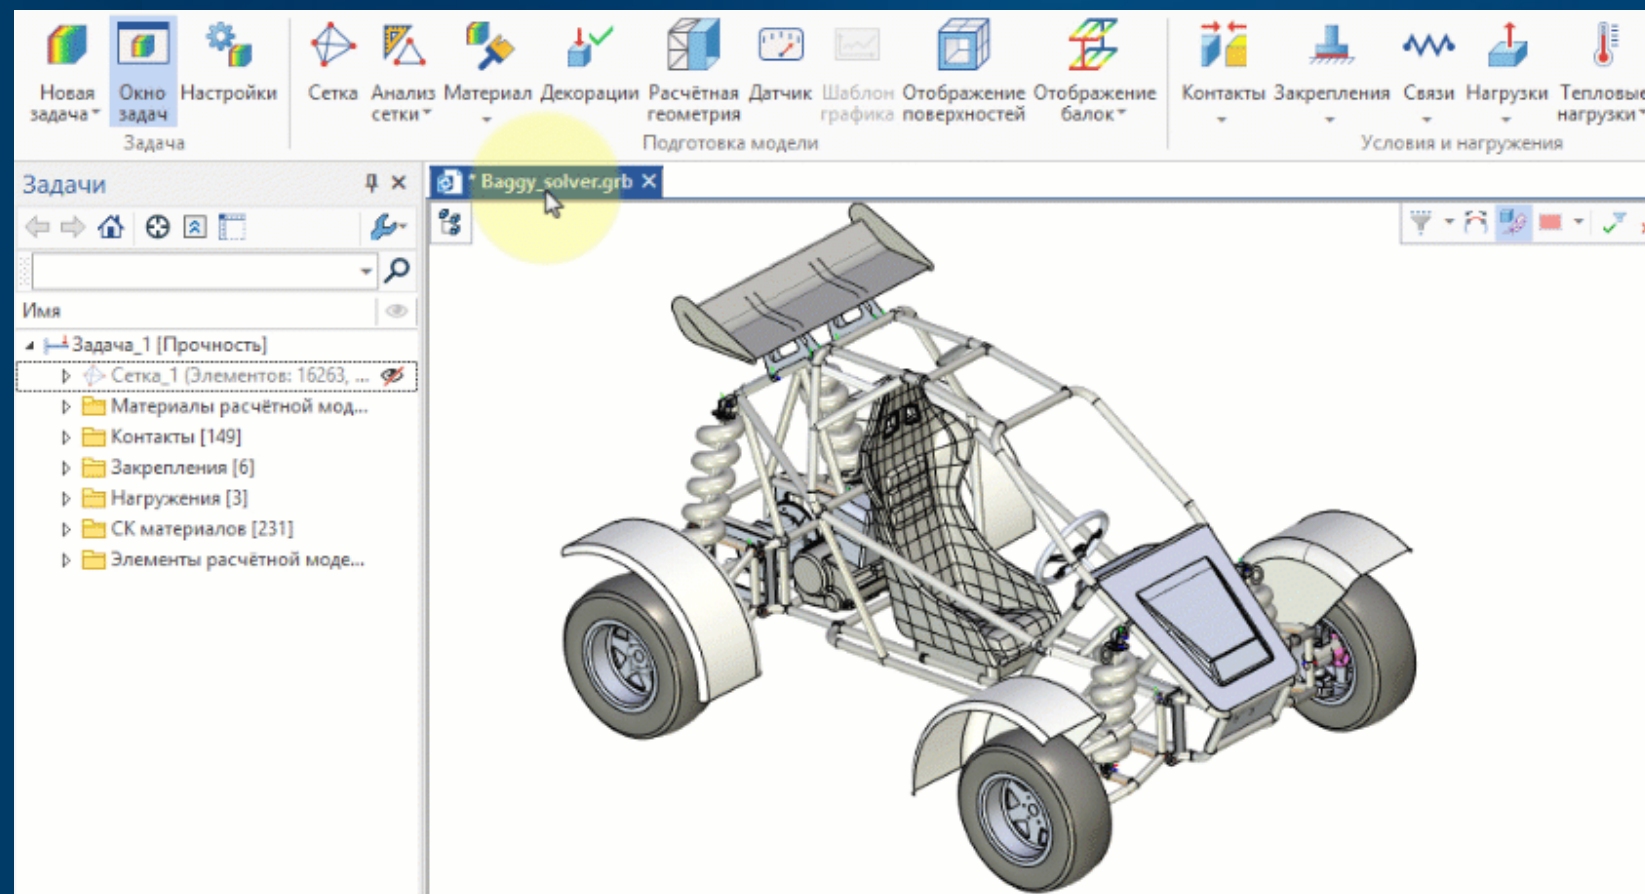 Новая задача
Окно задач
Настройки
Сетка
Анализ сетки
Материал
Декорации
Расчётная геометрия
Датчик
Шаблон графика
Отображение поверхностей
Отображение балок
Контакты
Закрепления
Связи
Нагрузки
Тепловые нагрузки
Задача
Подготовка модели
Условия и нагружения
Задачи
* Baggy_solver.grb
Имя
Задача_1 [Прочность]
Сетка_1 (Элементов: 16263, ...
Материалы расчётной мод...
Контакты [149]
Закрепления [6]
Нагружения [3]
СК материалов [231]
Элементы расчётной моде...